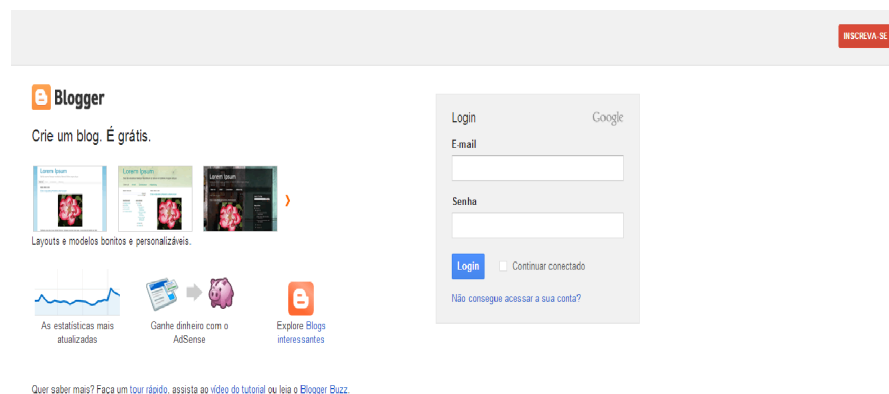 INSCREVA-SE
Blogger
Crie um blog. É grátis.
Lorem Ipsum
Lorem Ipsum
Lorem Ipsum
Layouts e modelos bonitos e personalizáveis.
As estatísticas mais
atualizadas
Ganhe dinheiro com o
AdSense
Explore Blogs
interessantes
Quer saber mais? Faça um tour rápido, assista ao vídeo do tutorial ou leia o Blogger Buzz.
Login
Google
E-mail
Senha
Login
Continuar conectado
Não consegue acessar a sua conta?